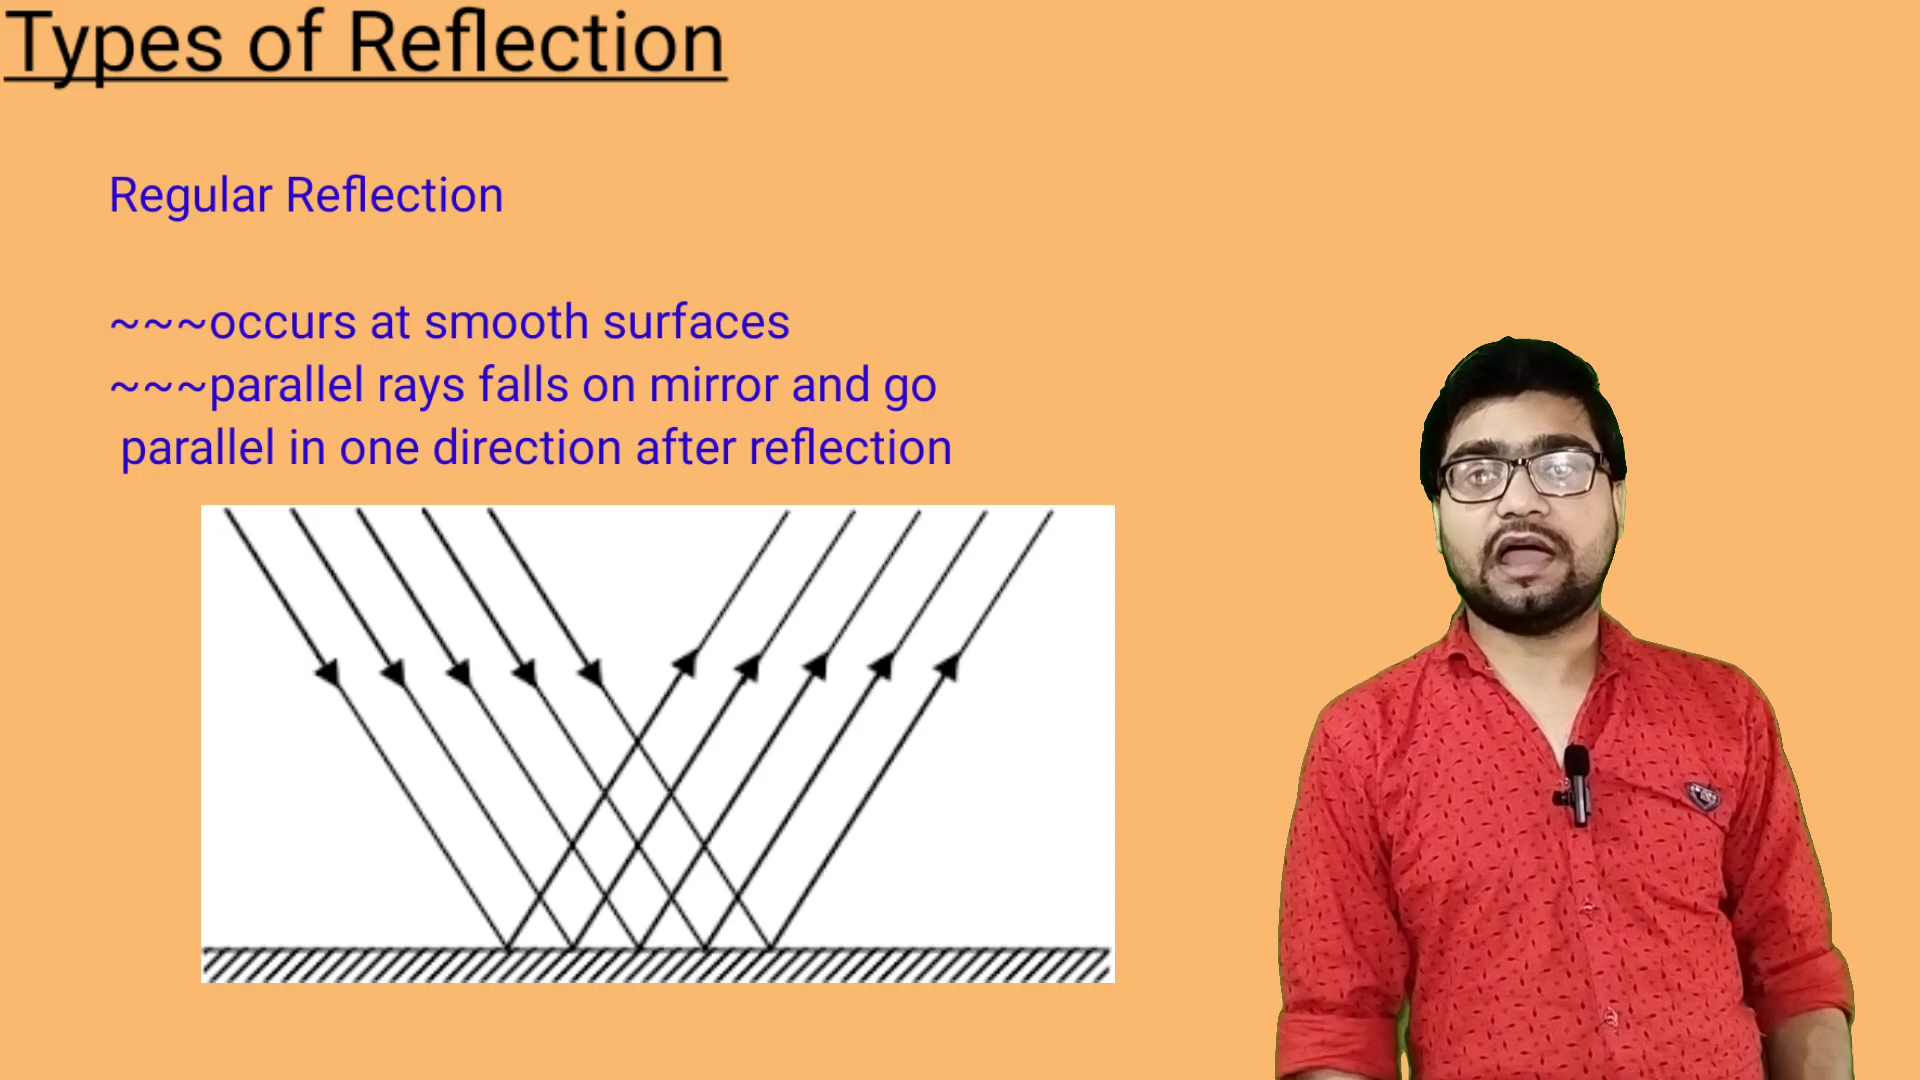 Types of Reflection
Regular Reflection
~~~occurs at smooth surfaces
~~~parallel rays falls on mirror and go
parallel in one direction after reflection